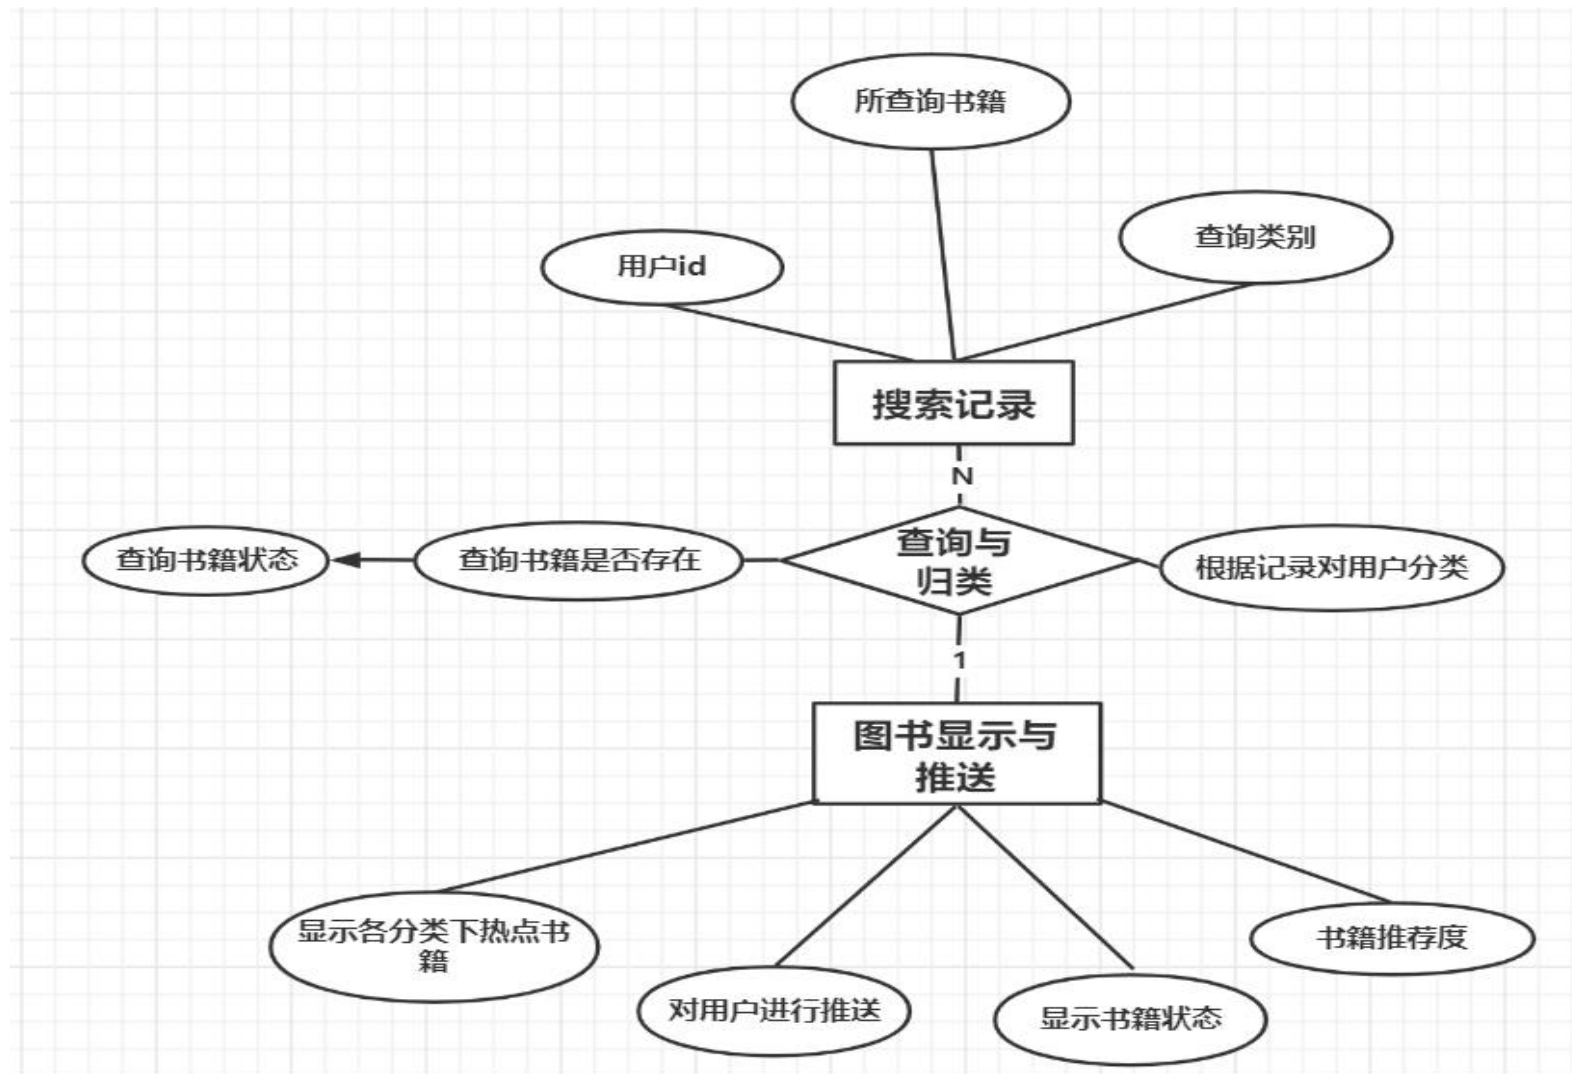 所查询书籍
查询类别
用户id
搜索记录
N
查询与
归类
查询书籍状态
查询书籍是否存在
根据记录对用户分类
1
图书显示与
推送
显示各分类下热点书
籍
书籍推荐度
对用户进行推送
显示书籍状态